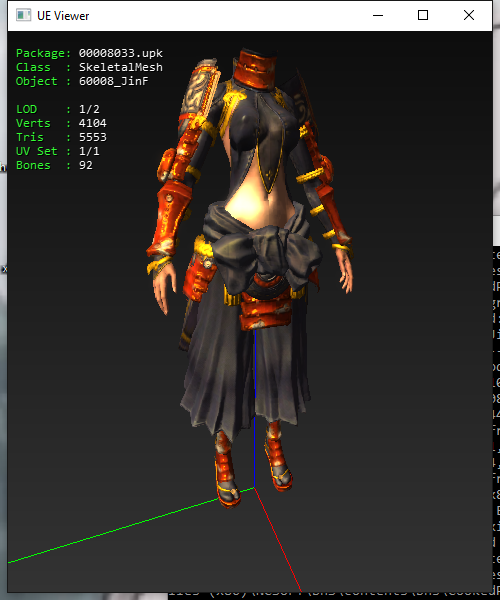 UE Viewer
Package: 00008033.upk
Class  : SkeletalMesh
Object : 60008_JinF
LOD    : 1/2
Verts  : 4104
Tris   : 5553
UV Set : 1/1
Bones  : 92